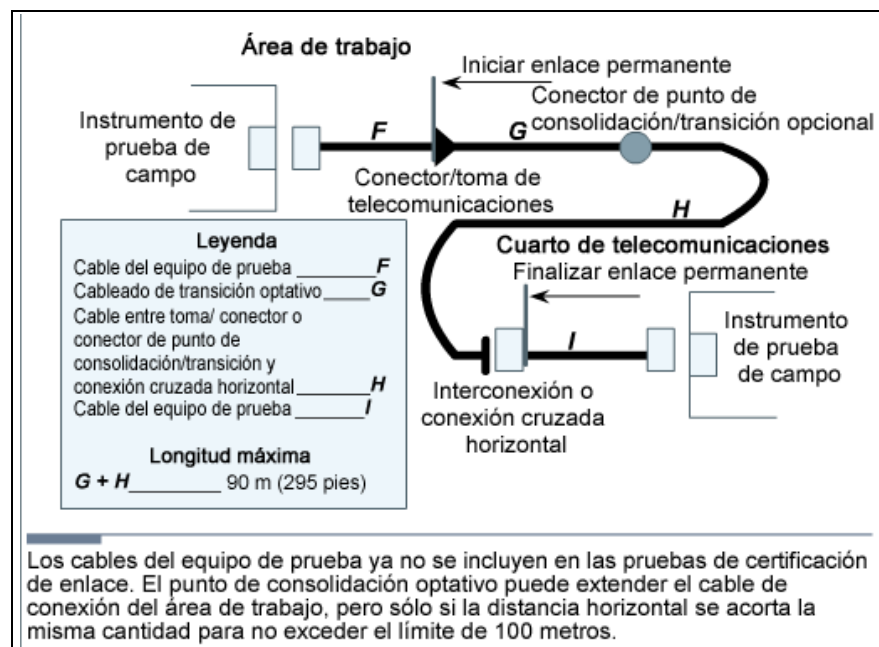 Área de trabajo
Iniciar enlace permanente
Conector de punto de
consolidación/transición opcional
Instrumento de
prueba de
campo
F
G
Conector/toma de
telecomunicaciones
H
Leyenda
Cable del equipo de prueba ________F
Cableado de transición optativo_____G
Cable entre toma/ conector o
conector de punto de
consolidación/transición y
conexión cruzada horizontal________H
Cable del equipo de prueba _______I
Longitud máxima
G + H_________ 90 m (295 pies)
Cuarto de telecomunicaciones
Finalizar enlace permanente
I
Instrumento
de prueba
de campo
Interconexión o
conexión cruzada
horizontal
Los cables del equipo de prueba ya no se incluyen en las pruebas de certificación
de enlace. El punto de consolidación optativo puede extender el cable de
conexión del área de trabajo, pero sólo si la distancia horizontal se acorta la
misma cantidad para no exceder el límite de 100 metros.